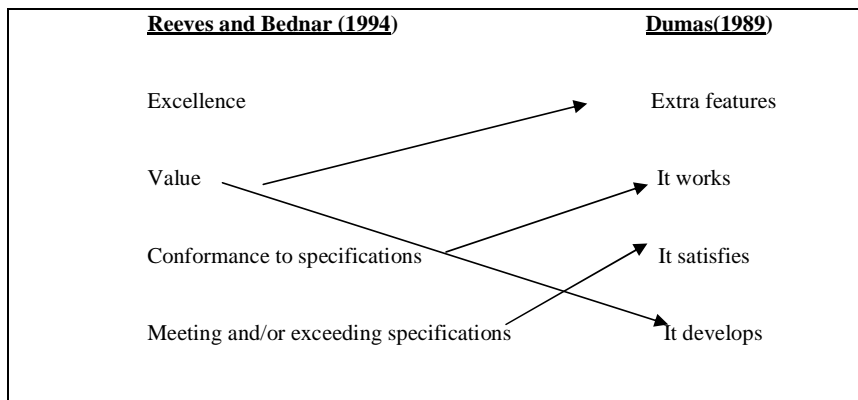 Reeves and Bednar (1994) Dumas(1989)
Excellence Extra features
Value It works
Conformance to specifications It satisfies
Meeting and/or exceeding specifications It develops